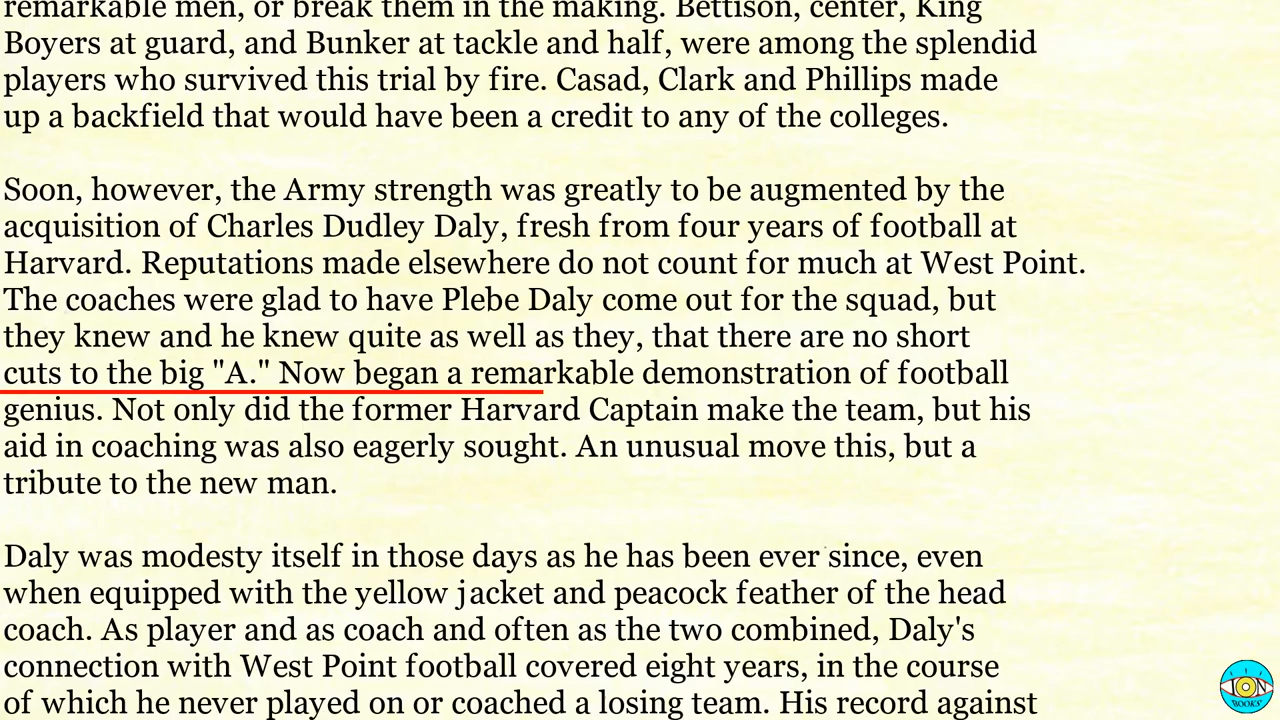 remarkable men, or break them in the making. Bettison, center, King
Boyers at guard, and Bunker at tackle and half, were among the splendid
players who survived this trial by fire. Casad, Clark and Phillips made
up a backfield that would have been a credit to any of the colleges.
Soon, however, the Army strength was greatly to be augmented by the
acquisition of Charles Dudley Daly, fresh from four years of football at
Harvard. Reputations made elsewhere do not count for much at West Point.
The coaches were glad to have Plebe Daly come out for the squad, but
they knew and he knew quite as well as they, that there are no short
cuts to the big "A." Now began a remarkable demonstration of football
genius. Not only did the former Harvard Captain make the team, but his
aid in coaching was also eagerly sought. An unusual move this, but a
tribute to the new man.
Daly was modesty itself in those days as he has been ever since, even
when equipped with the yellow jacket and peacock feather of the head
coach. As player and as coach and often as the two combined, Daly's
connection with West Point football covered eight years, in the course
of which he never played on or coached a losing team. His record against
ION
BOOKS